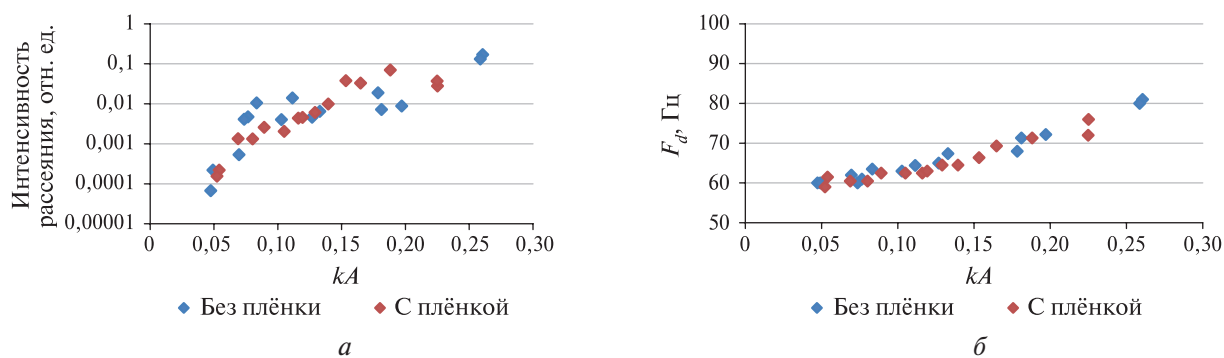 Интенсивность
рассеяния, отн. ед.
1
0,1
0,01
0,001
0,0001
0,00001
0 0,05 0,10 0,15 0,20 0,25 0,30
kA
Без плёнки С плёнкой
а
F_d, Гц
100
90
80
70
60
50
0 0,05 0,10 0,15 0,20 0,25 0,30
kA
Без плёнки С плёнкой
б